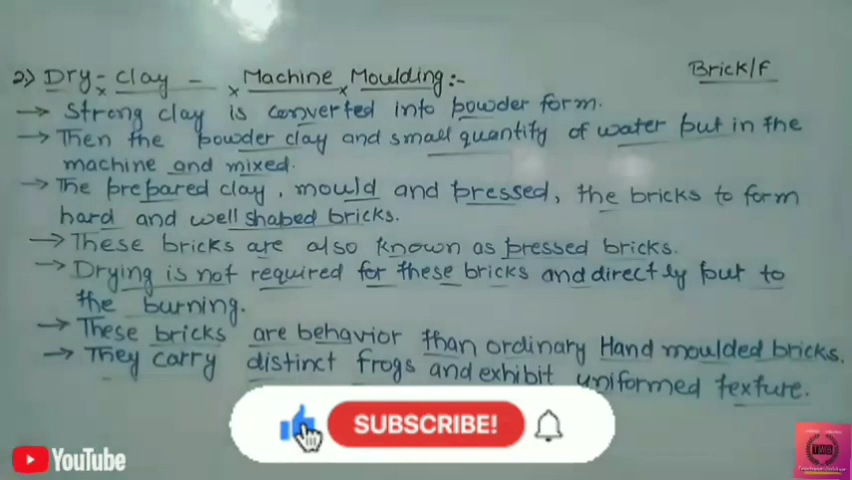 Brick/F
2) Dry - Clay - Machine Moulding:-
→ Strong clay is converted into powder form.
→ Then the powder clay and small quantity of water put in the
machine and mixed.
→ The prepared clay, mould and pressed, the bricks to form
hard and well shaped bricks.
→ These bricks are also known as pressed bricks.
→ Drying is not required for these bricks and directly put to
the burning.
→ These bricks are behavior than ordinary Hand moulded bricks.
→ They carry distinct frogs and exhibit uniformed texture.
SUBSCRIBE!
YouTube
TWS